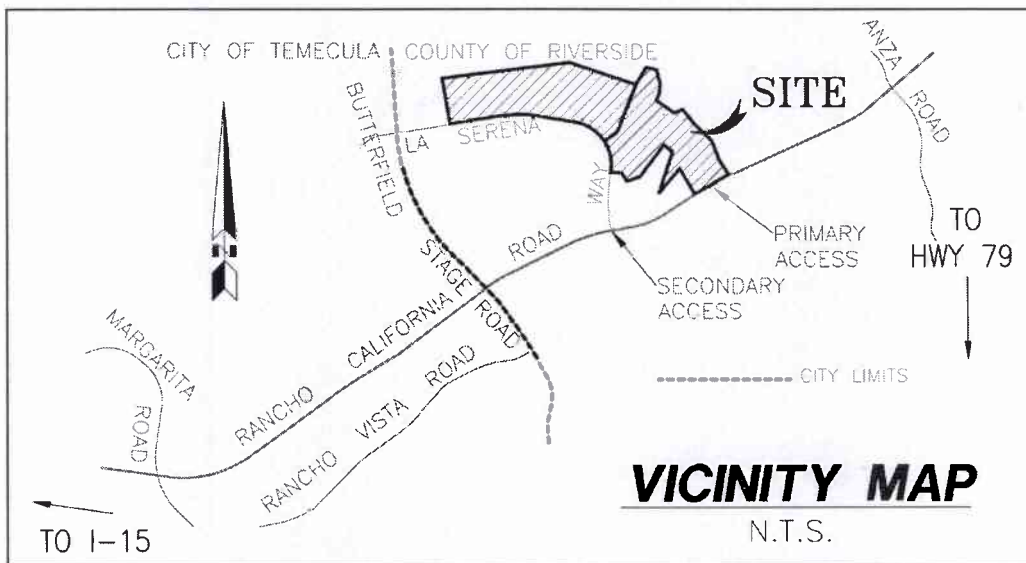 CITY OF TEMECULA
COUNTY OF RIVERSIDE
ANZA
ROAD
SITE
BUTTERFIELD
STAGE
ROAD
LA
SERENA
WAY
PRIMARY
ACCESS
TO
HWY 79
SECONDARY
ACCESS
MARGARITA
ROAD
RANCHO
CALIFORNIA
ROAD
RANCHO
VISTA
ROAD
CITY LIMITS
VICINITY MAP
N.T.S.
TO I-15